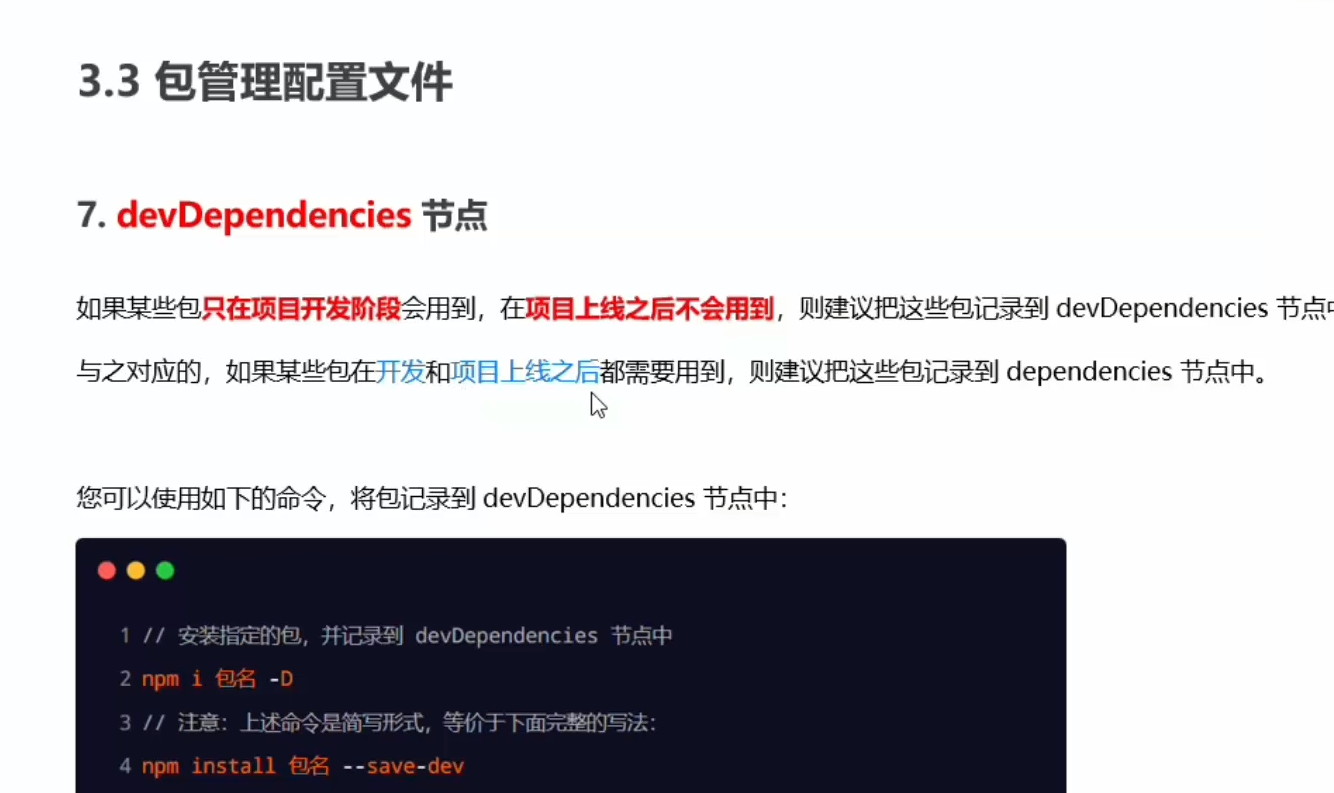 3.3 包管理配置文件
7. devDependencies 节点
如果某些包只在项目开发阶段会用到，在项目上线之后不会用到，则建议把这些包记录到 devDependencies 节点
与之对应的，如果某些包在开发和项目上线之后都需要用到，则建议把这些包记录到 dependencies 节点中。
您可以使用如下的命令，将包记录到 devDependencies 节点中：
1 // 安装指定的包，并记录到 devDependencies 节点中
2 npm i 包名 -D
3 // 注意：上述命令是简写形式，等价于下面完整的写法：
4 npm install 包名 --save-dev